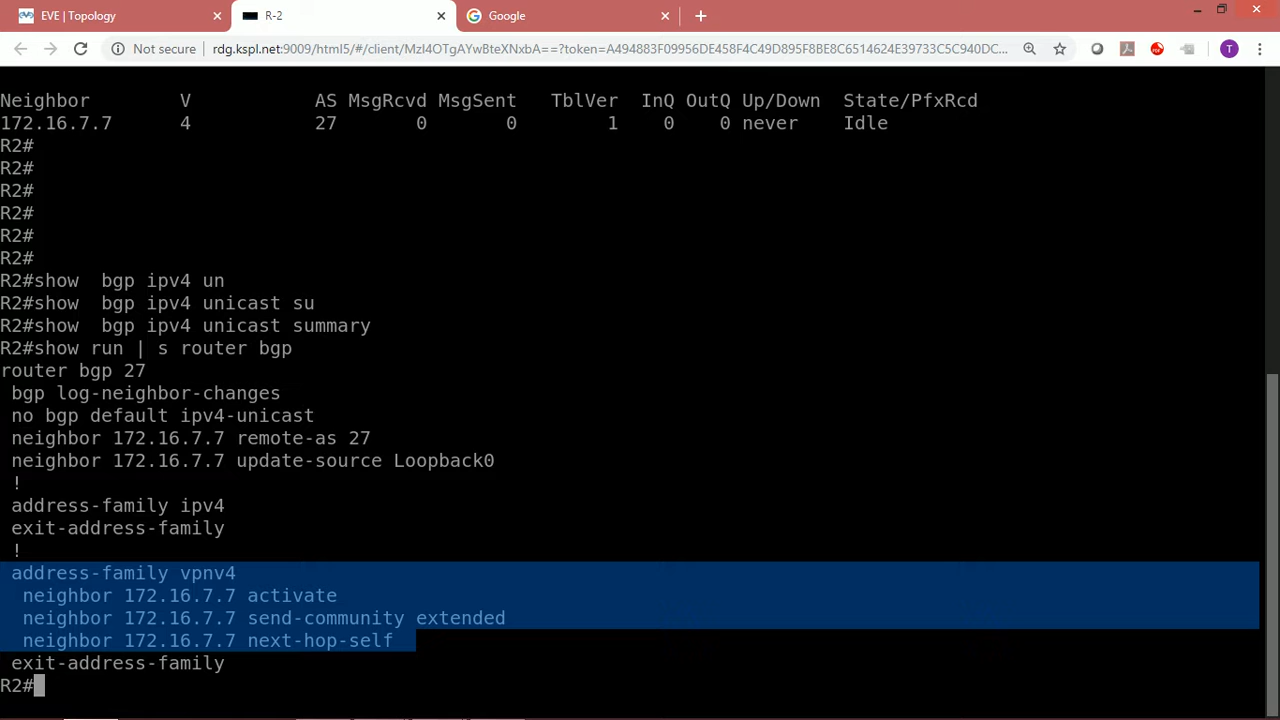 EVE | Topology
R-2
Google
Not secure
rdg.kspl.net:9009/html5/#/client/MzI4OTgAYwBteXNxbA==?token=A494883F09956DE458F4C49D895F8BE8C6514624E39733C5C940DC...
T
Neighbor V AS MsgRcvd MsgSent TblVer InQ OutQ Up/Down State/PfxRcd
172.16.7.7 4 27 0 0 1 0 0 never Idle
R2#
R2#
R2#
R2#
R2#
R2#
R2#show  bgp ipv4 un
R2#show  bgp ipv4 unicast su
R2#show  bgp ipv4 unicast summary
R2#show run | s router bgp
router bgp 27
bgp log-neighbor-changes
no bgp default ipv4-unicast
neighbor 172.16.7.7 remote-as 27
neighbor 172.16.7.7 update-source Loopback0
!
address-family ipv4
exit-address-family
!
address-family vpnv4
neighbor 172.16.7.7 activate
neighbor 172.16.7.7 send-community extended
neighbor 172.16.7.7 next-hop-self
exit-address-family
R2#